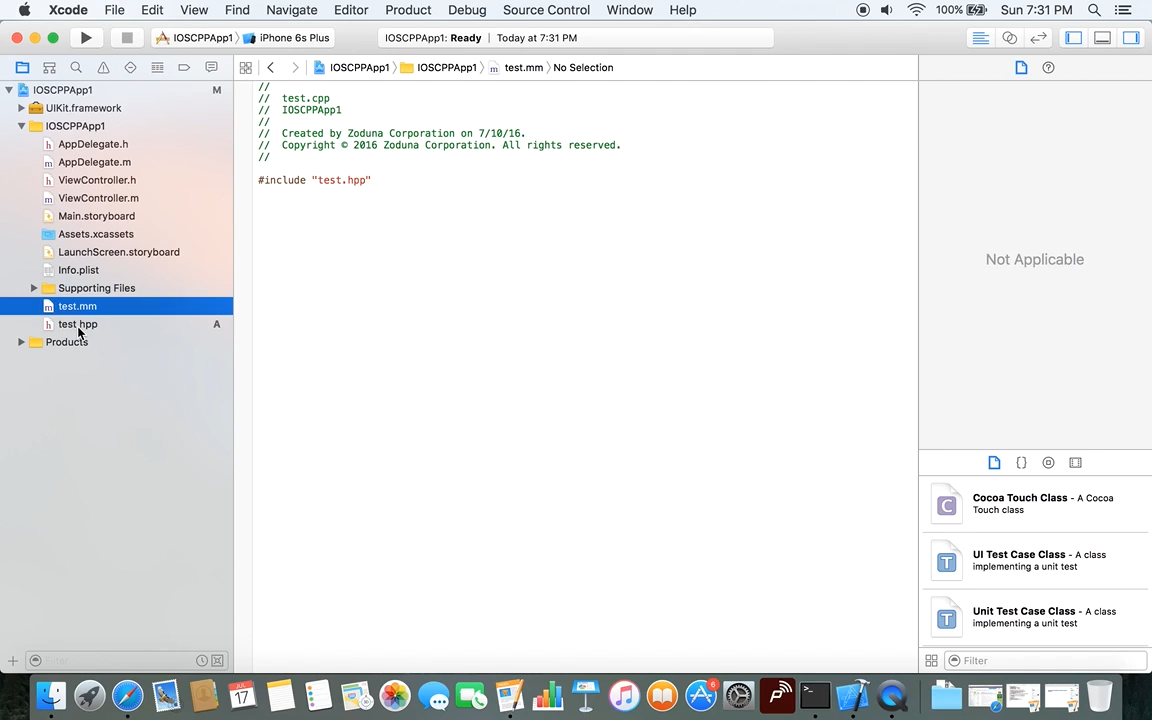 Xcode File Edit View Find Navigate Editor Product Debug Source Control Window Help 100% Sun 7:31 PM
IOSCPPApp1 iPhone 6s Plus IOSCPPApp1: Ready Today at 7:31 PM
IOSCPPApp1 IOSCPPApp1 test.mm No Selection
IOSCPPApp1 M
UIKit.framework
IOSCPPApp1
AppDelegate.h
AppDelegate.m
ViewController.h
ViewController.m
Main.storyboard
Assets.xcassets
LaunchScreen.storyboard
Info.plist
Supporting Files
test.mm
test.hpp A
Products
Filter
//
// test.cpp
// IOSCPPApp1
//
// Created by Zoduna Corporation on 7/10/16.
// Copyright © 2016 Zoduna Corporation. All rights reserved.
//
#include "test.hpp"
Not Applicable
{}
C
Cocoa Touch Class - A Cocoa
Touch class
T
UI Test Case Class - A class
implementing a unit test
T
Unit Test Case Class - A class
implementing a unit test
Filter
JUL
17
6